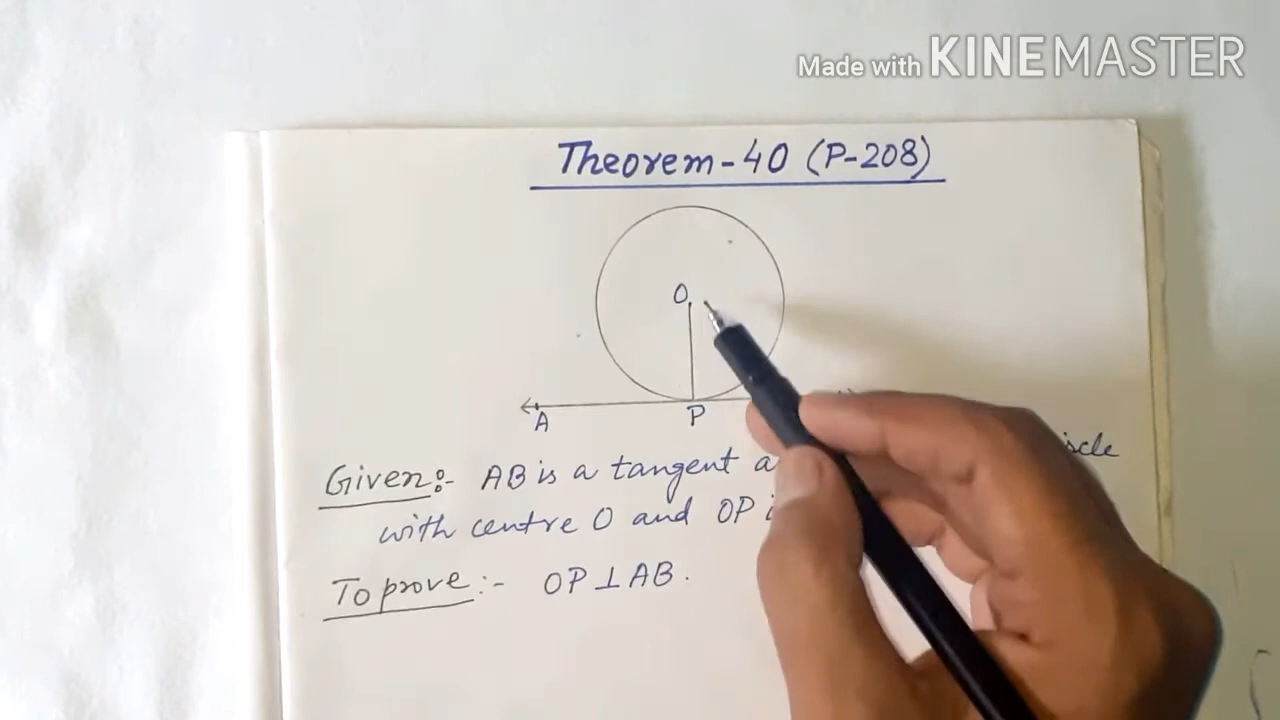 Made with KINEMASTER
Theorem-40 (P-208)
O
A P
Given:- AB is a tangent a
with centre O and OP i
To prove:- OP⊥AB.